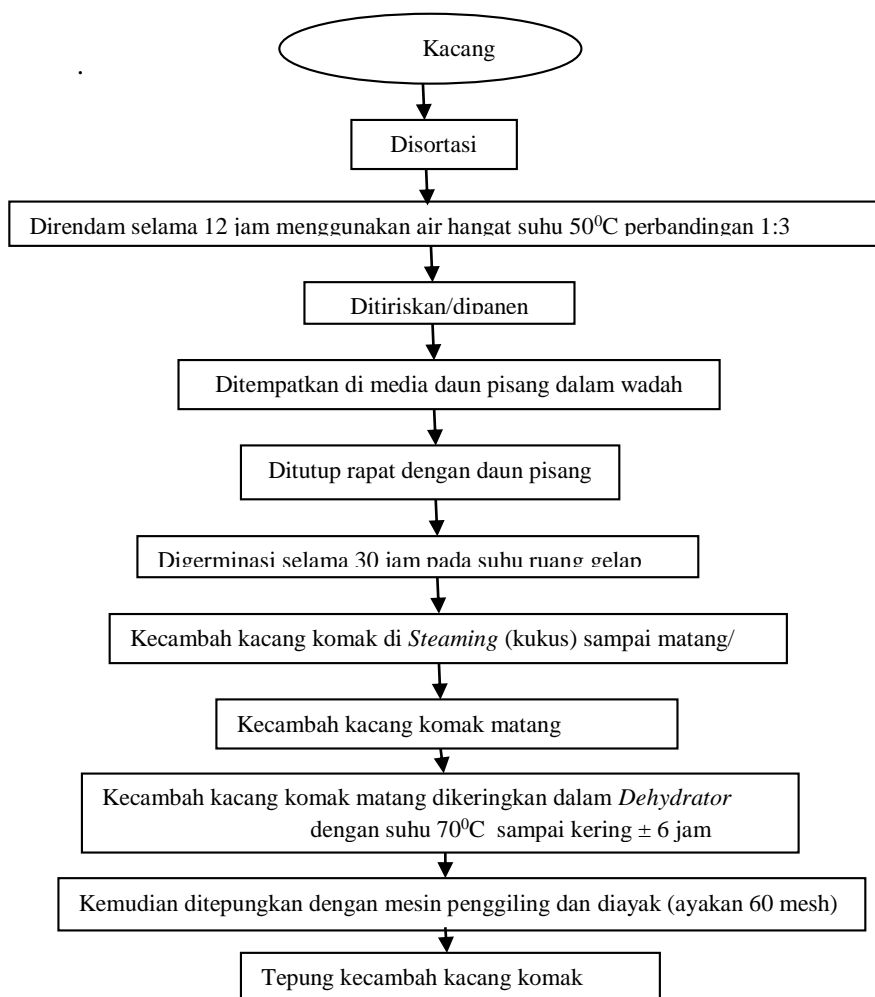 Kacang
.
Disortasi
Direndam selama 12 jam menggunakan air hangat suhu 50⁰C perbandingan 1:3
Ditiriskan/dipanen
Ditempatkan di media daun pisang dalam wadah
Ditutup rapat dengan daun pisang
Digerminasi selama 30 jam pada suhu ruang gelap
Kecambah kacang komak di Steaming (kukus) sampai matang/
Kecambah kacang komak matang
Kecambah kacang komak matang dikeringkan dalam Dehydrator
dengan suhu 70⁰C sampai kering ± 6 jam
Kemudian ditepungkan dengan mesin penggiling dan diayak (ayakan 60 mesh)
Tepung kecambah kacang komak